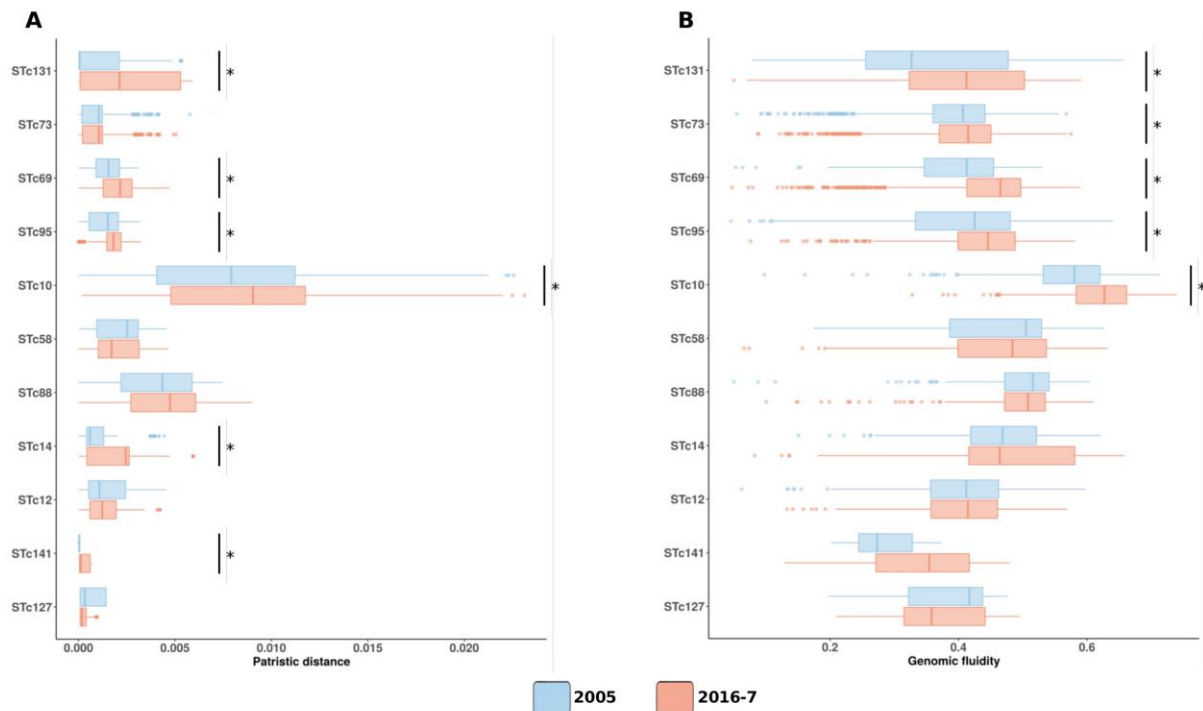 A
STc131
*
STc73
STc69
*
STc95
*
STc10
*
STc58
STc88
STc14
*
STc12
STc141
*
STc127
0.000 0.005 0.010 0.015 0.020
Patristic distance
B
STc131
*
STc73
*
STc69
*
STc95
*
STc10
*
STc58
STc88
STc14
STc12
STc141
STc127
0.2 0.4 0.6
Genomic fluidity
2005 2016-7